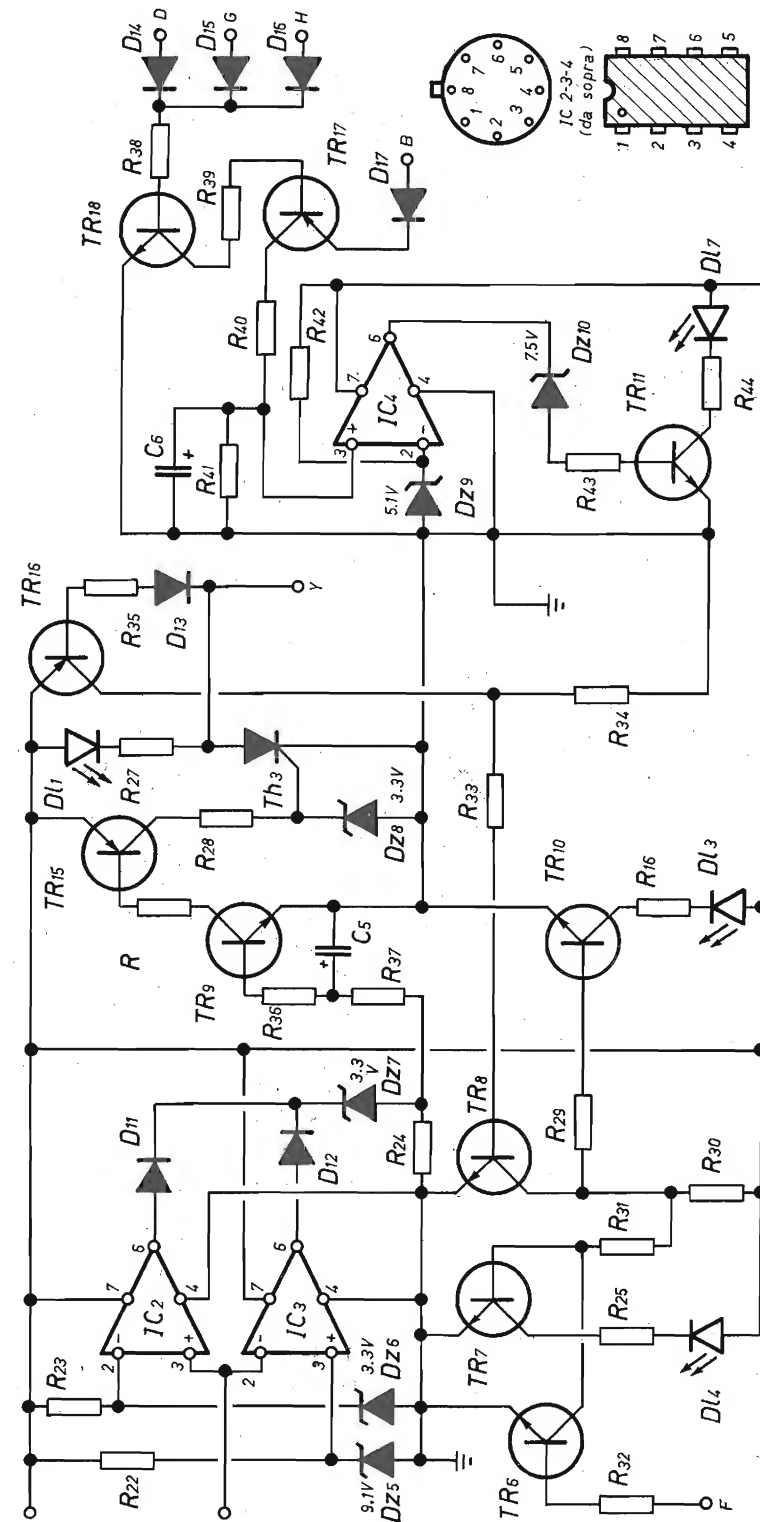 D14
D
D15
G
D16
H
R38
TR18
R39
TR17
D17
B
R40
R42
C6
+
R41
3
+
7
IC4
6
2
-
4
5.1V
Dz9
7.5V
Dz10
R43
TR11
R44
Dl7
8
1
7
2
6
3
5
4
IC 2-3-4
(da sopra)
1
8
2
7
3
6
4
5
TR16
R35
D13
Y
Dl1
R27
Th3
TR15
R28
3.3V
Dz8
R
TR9
C5
+
R36
R37
R33
R34
TR10
R16
Dl3
D11
D12
3.3
V
Dz7
R24
R23
R22
2
-
7
IC2
6
3
+
4
2
-
7
IC3
6
3
+
4
3.3V
Dz6
9.1V
Dz5
TR8
R29
R30
R31
TR7
R25
Dl4
TR6
R32
F